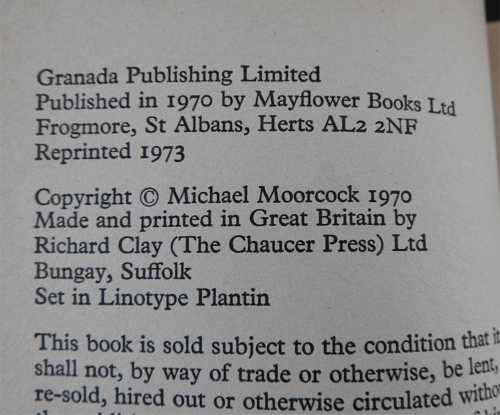 Granada Publishing Limited
Published in 1970 by Mayflower Books Ltd
Frogmore, St Albans, Herts AL2 2NF
Reprinted 1973
Copyright © Michael Moorcock 1970
Made and printed in Great Britain by
Richard Clay (The Chaucer Press) Ltd
Bungay, Suffolk
Set in Linotype Plantin
This book is sold subject to the condition that it
shall not, by way of trade or otherwise, be lent,
re-sold, hired out or otherwise circulated